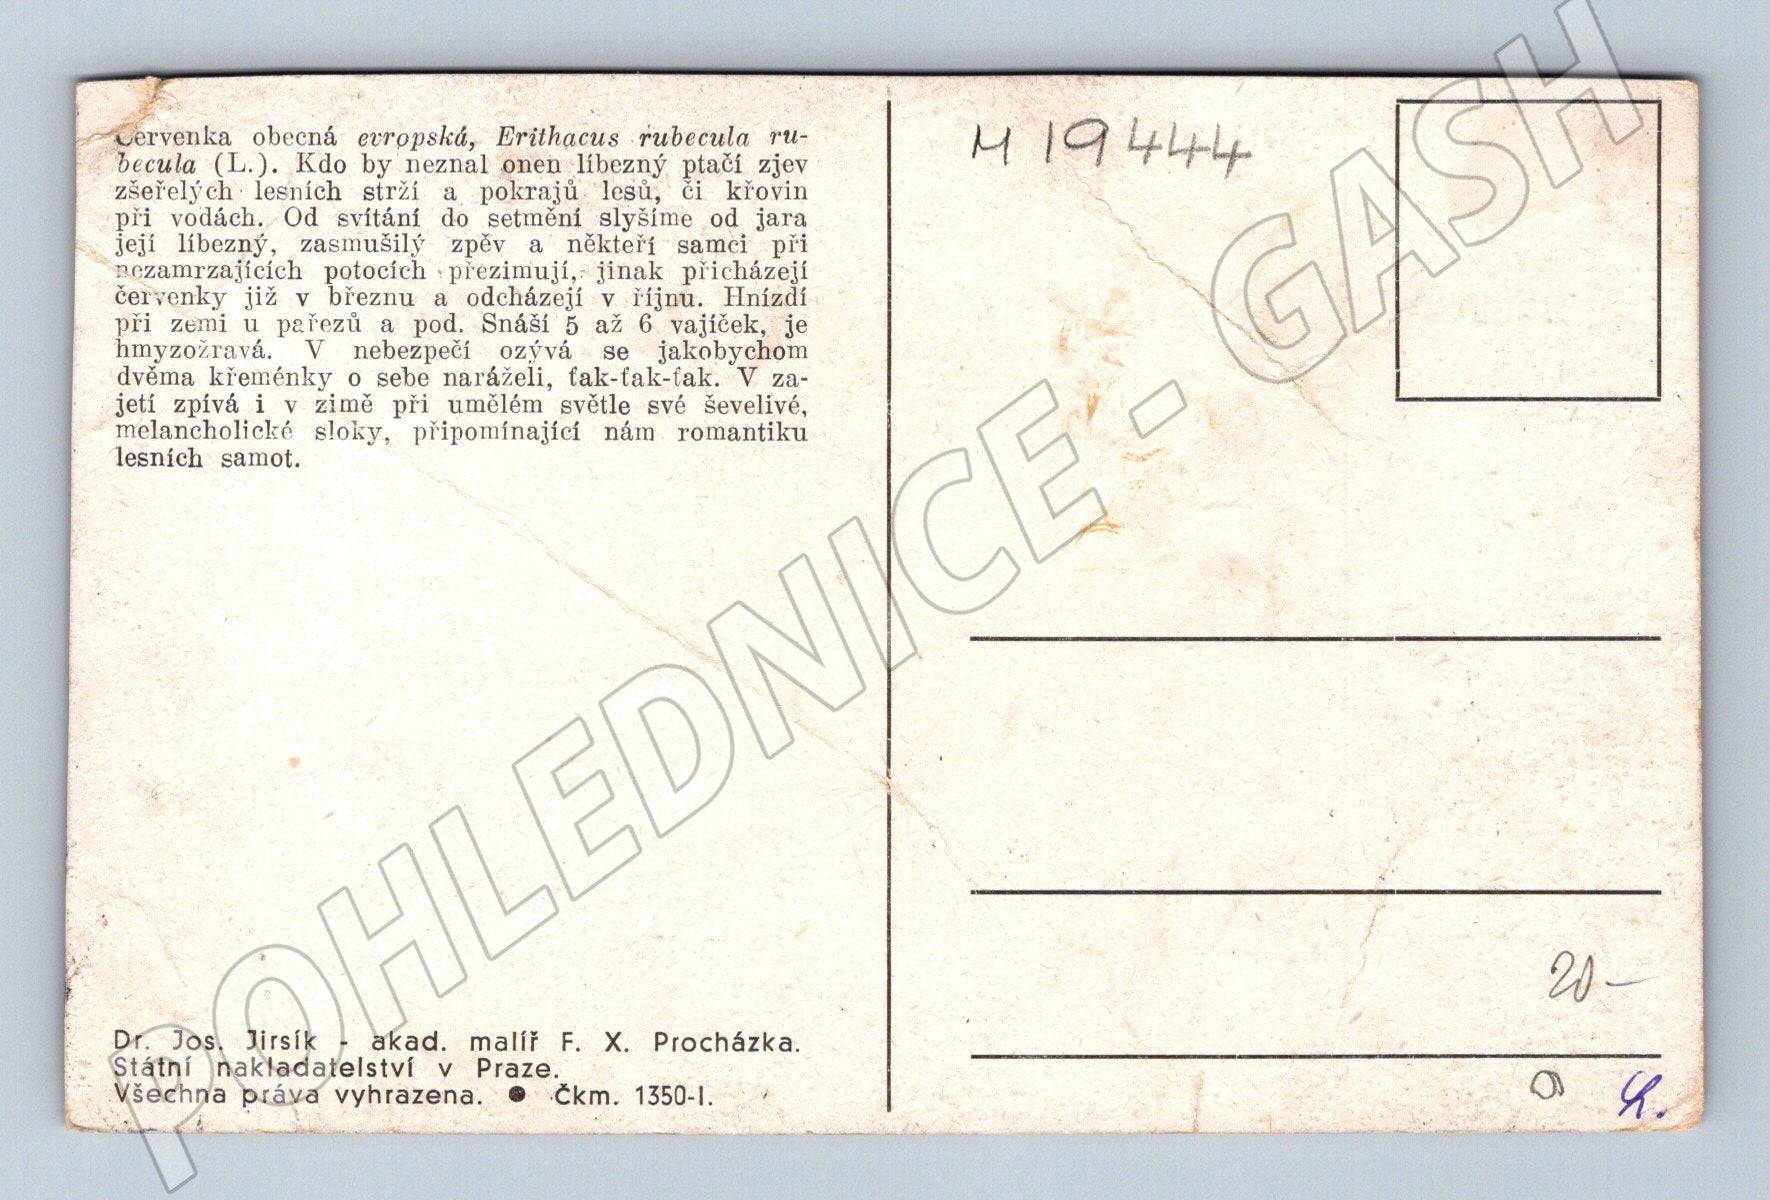 Červenka obecná evropská, Erithacus rubecula ru-
becula (L.). Kdo by neznal onen líbezný ptačí zjev
zšeřelých lesních strží a pokrajů lesů, či křovin
při vodách. Od svítání do setmění slyšíme od jara
její líbezný, zasmušilý zpěv a někteří samci při
nezamrzajících potocích přezimují, jinak přicházejí
červenky již v březnu a odcházejí v říjnu. Hnízdí
při zemi u pařezů a pod. Snáší 5 až 6 vajíček, je
hmyzožravá. V nebezpečí ozývá se jakobychom
dvěma křeménky o sebe naráželi, ťak-ťak-ťak. V za-
jetí zpívá i v zimě při umělém světle své ševelivé,
melancholické sloky, připomínající nám romantiku
lesních samot.
Dr. Jos. Jirsík - akad. malíř F. X. Procházka.
Státní nakladatelství v Praze.
Všechna práva vyhrazena. ● Čkm. 1350-I.
M 19444
20-
POHLEDNICE - GASH